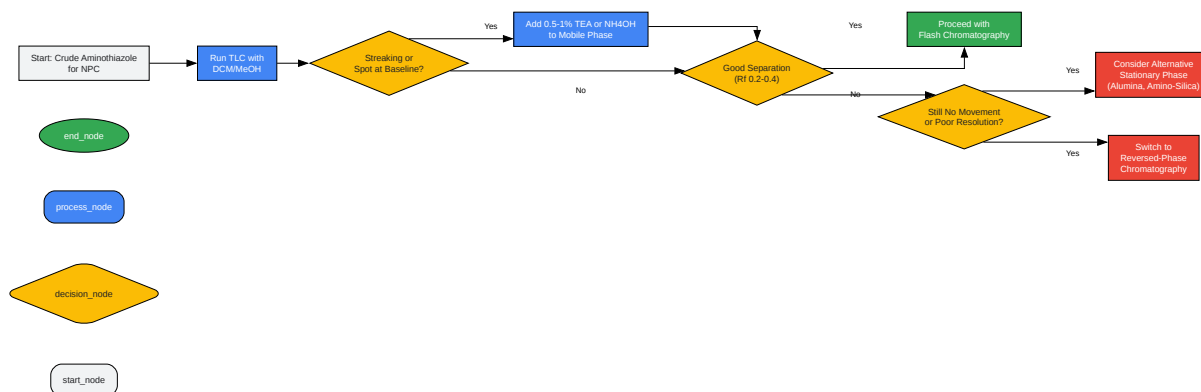 Start: Crude Aminothiazole
for NPC
Run TLC with
DCM/MeOH
Streaking or
Spot at Baseline?
Yes
Add 0.5-1% TEA or NH4OH
to Mobile Phase
No
Good Separation
(Rf 0.2-0.4)
Yes
Proceed with
Flash Chromatography
No
Still No Movement
or Poor Resolution?
Yes
Consider Alternative
Stationary Phase
(Alumina, Amino-Silica)
Yes
Switch to
Reversed-Phase
Chromatography
end_node
process_node
decision_node
start_node